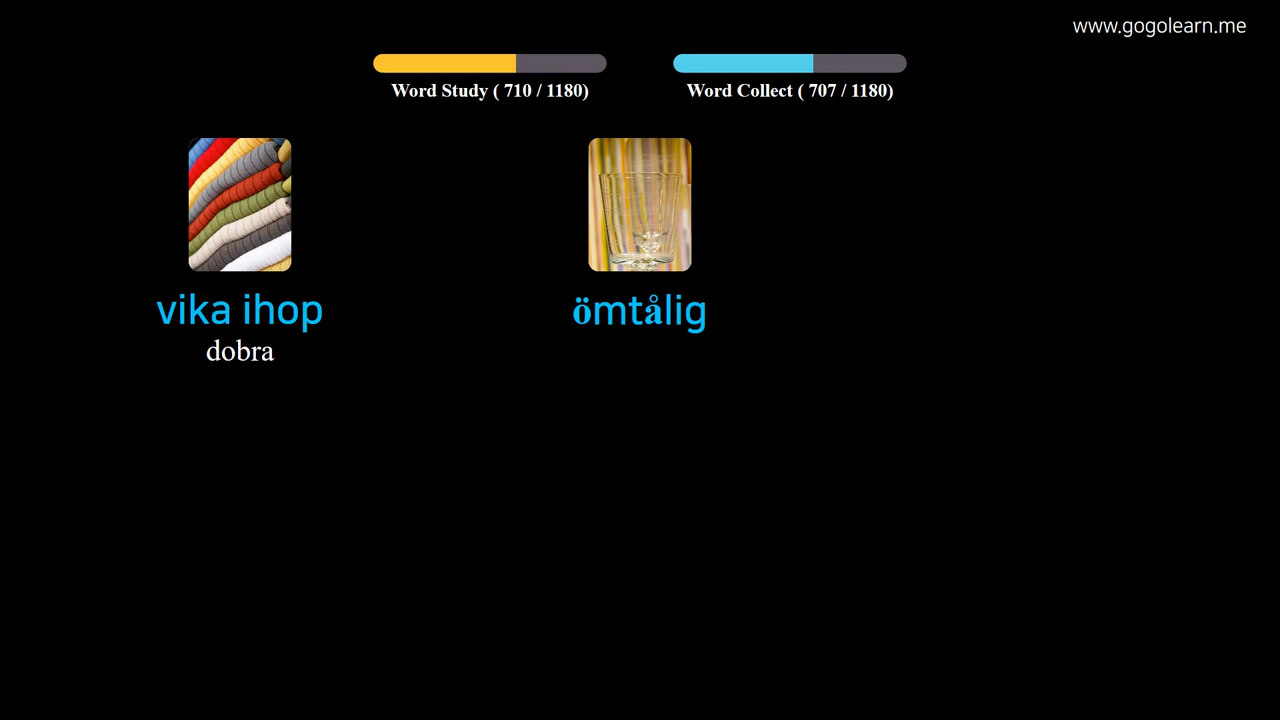 www.gogolearn.me
Word Study ( 710 / 1180)
Word Collect ( 707 / 1180)
vika ihop
dobra
ömtålig